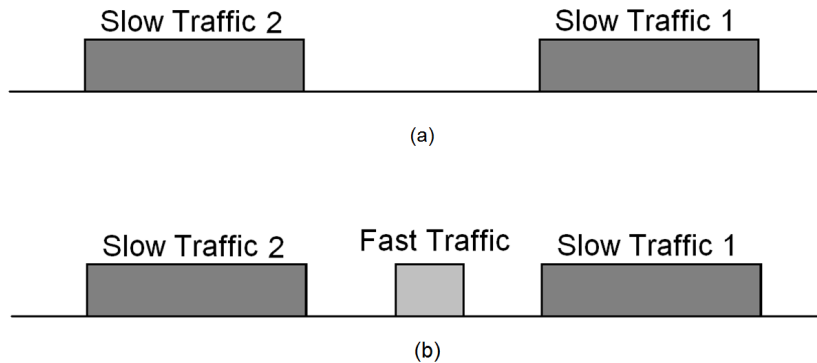 Slow Traffic 2 Slow Traffic 1
(a)
Slow Traffic 2 Fast Traffic Slow Traffic 1
(b)